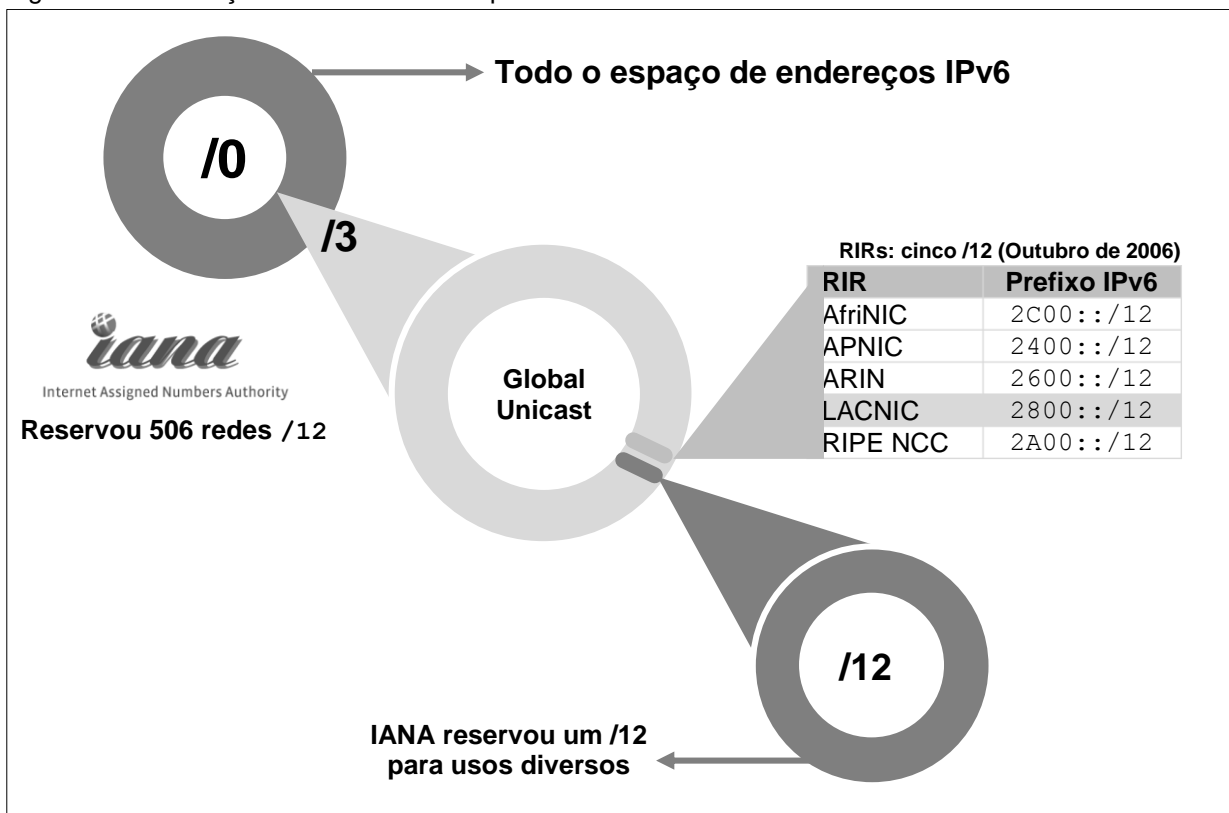 Todo o espaço de endereços IPv6
/0
/3
RIRs: cinco /12 (Outubro de 2006)
RIR Prefixo IPv6
AfriNIC 2C00::/12
APNIC 2400::/12
ARIN 2600::/12
LACNIC 2800::/12
RIPE NCC 2A00::/12
iana
Internet Assigned Numbers Authority
Reservou 506 redes /12
Global
Unicast
/12
IANA reservou um /12
para usos diversos